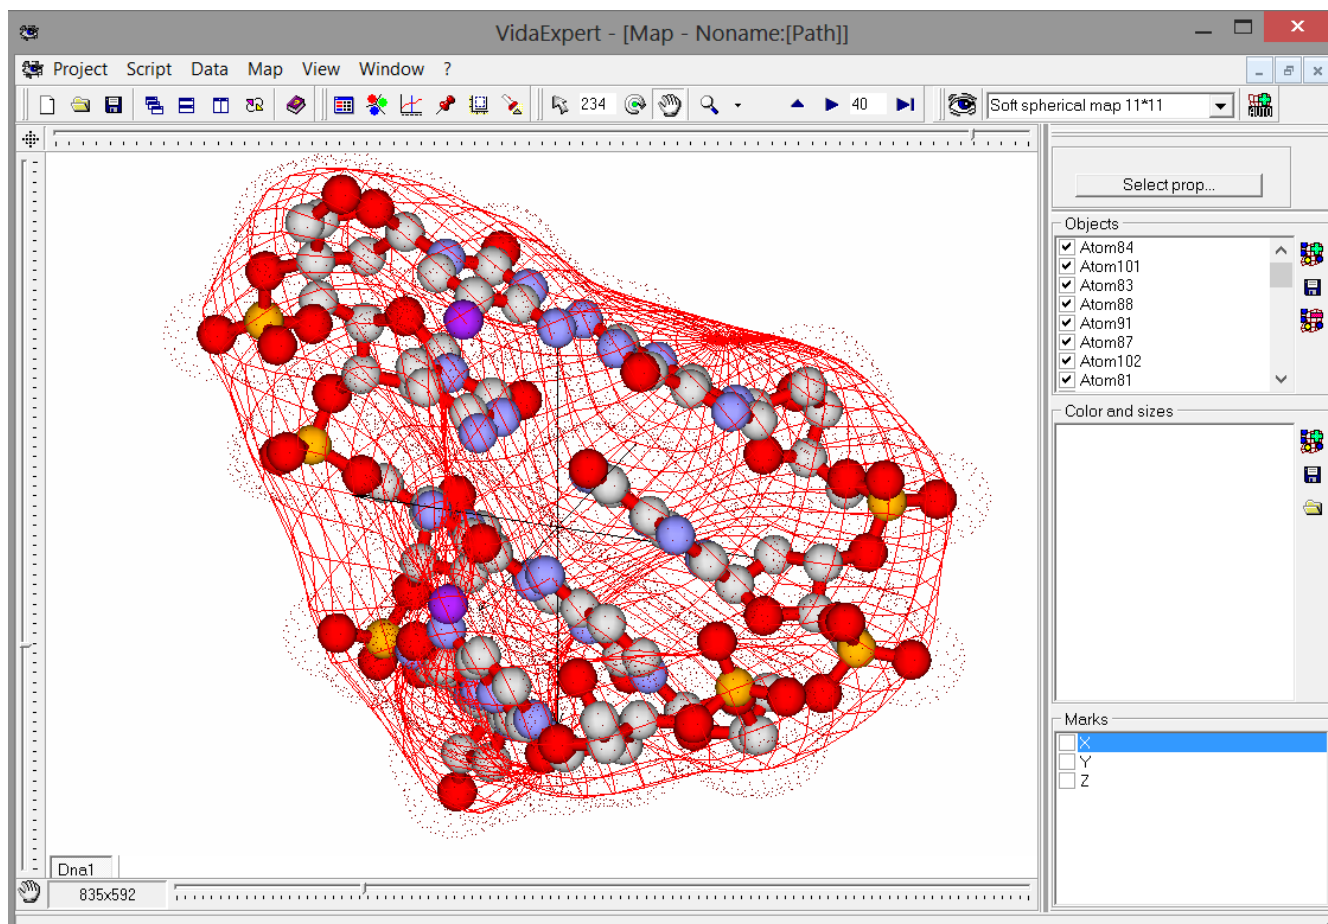 VidaExpert - [Map - Noname:[Path]]
Project Script Data Map View Window ?
234 40 Soft spherical map 11*11
Select prop...
Objects
Atom84
Atom101
Atom83
Atom88
Atom91
Atom87
Atom102
Atom81
Color and sizes
Marks
X
Y
Z
Dna1
835x592